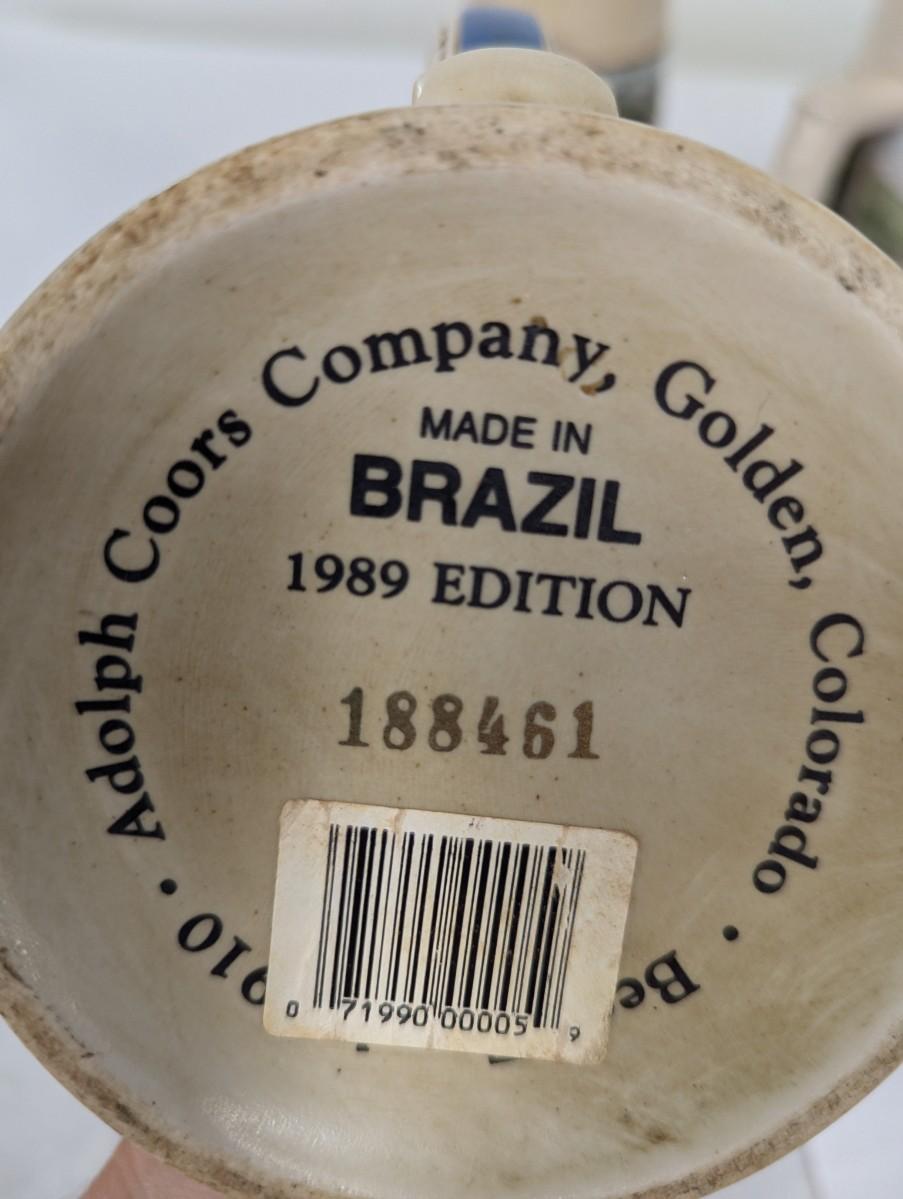 Adolph Coors Company, Golden, Colorado
MADE IN
BRAZIL
1989 EDITION
188461
0 71990 00005 9